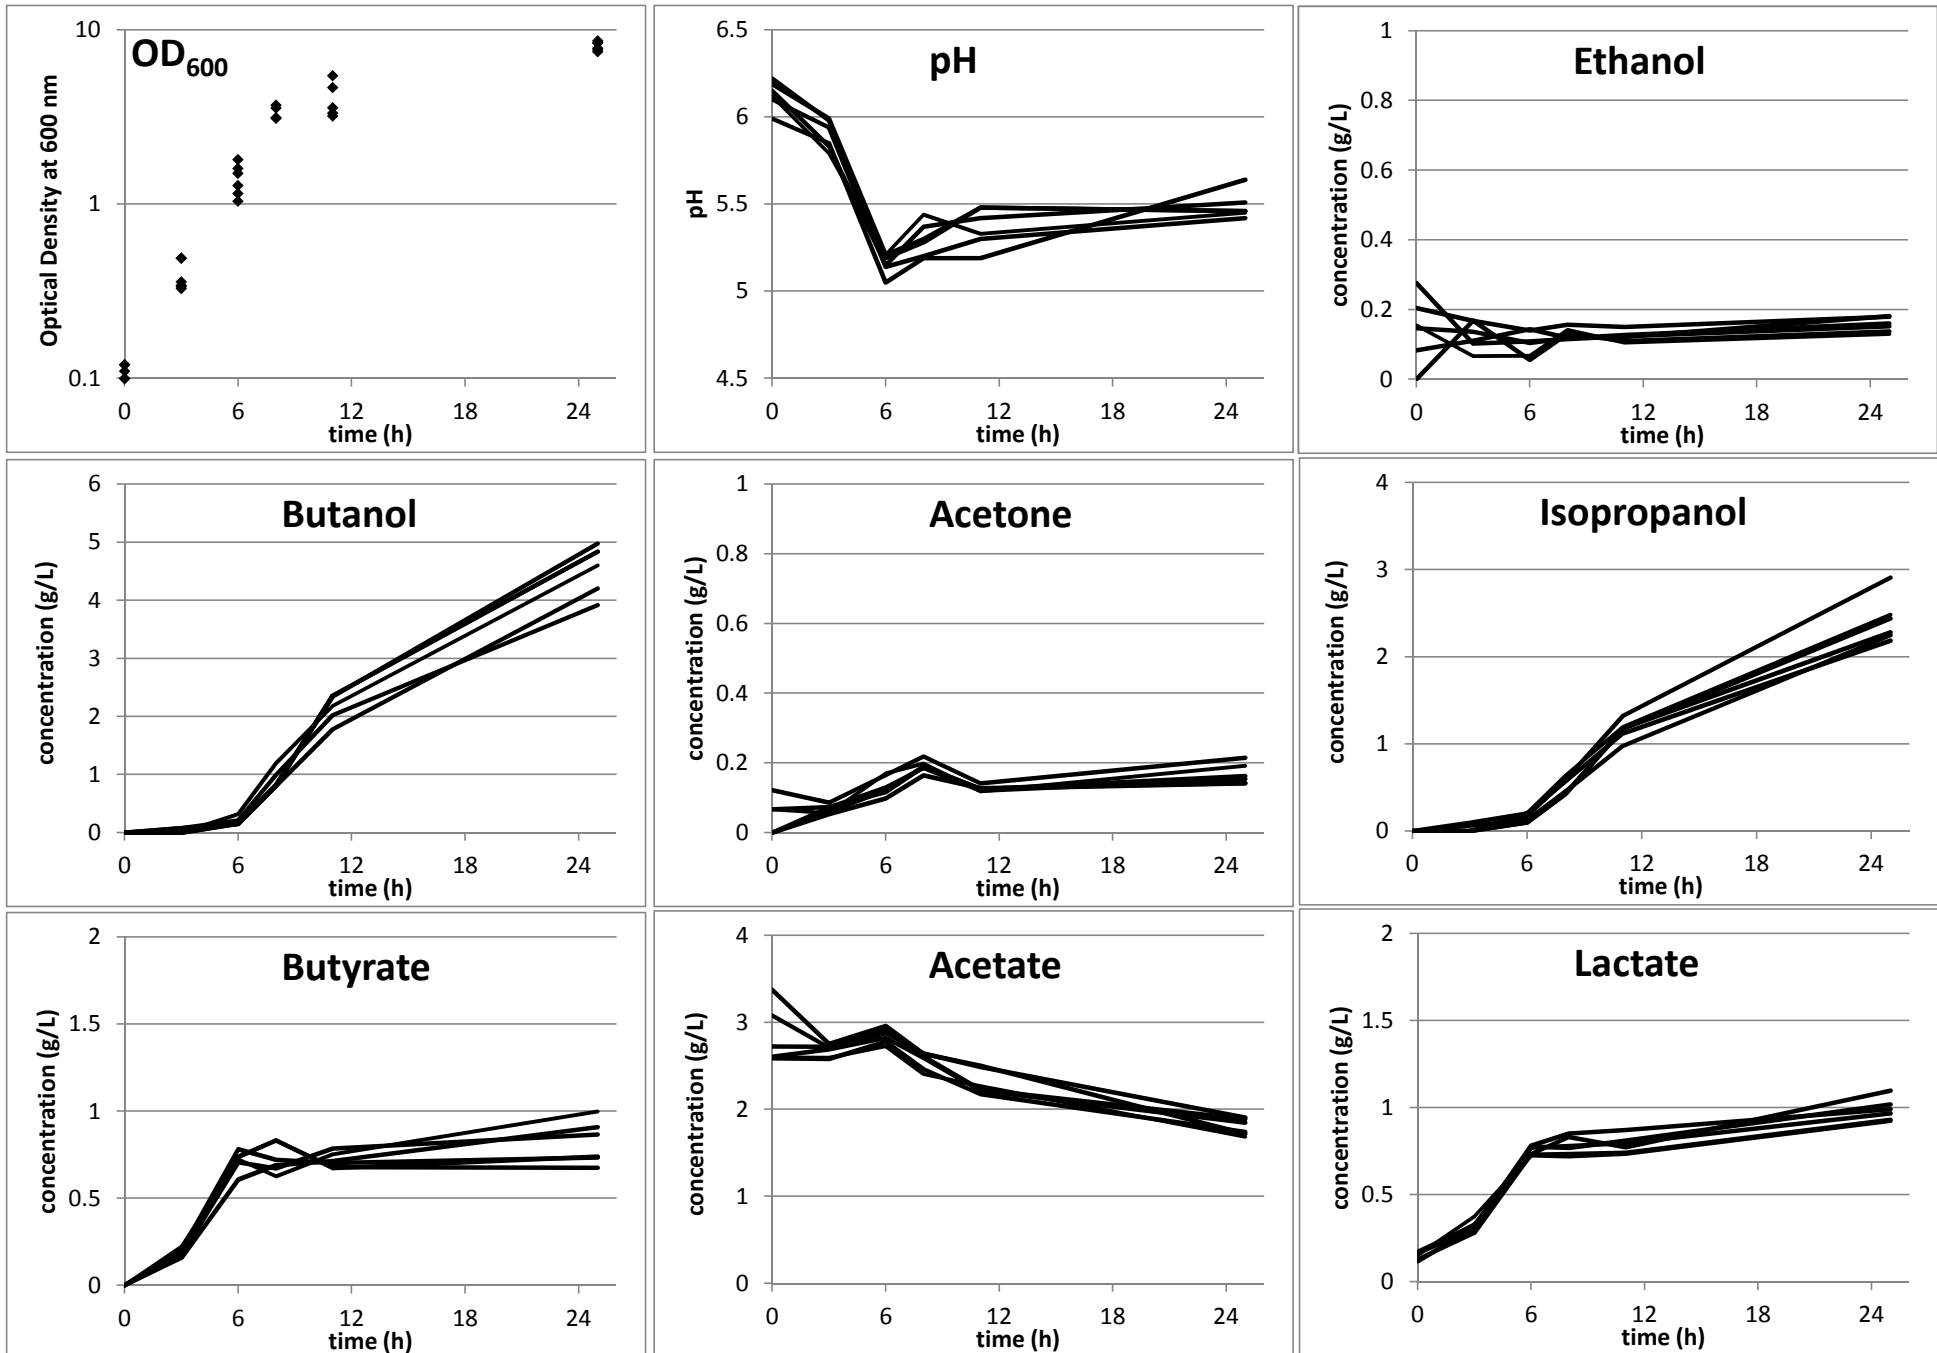 OD600
Optical Density at 600 nm
10
1
0.1
0 6 12 18 24
time (h)
pH
pH
6.5
6
5.5
5
4.5
0 6 12 18 24
time (h)
Ethanol
concentration (g/L)
1
0.8
0.6
0.4
0.2
0
0 6 12 18 24
time (h)
Butanol
concentration (g/L)
6
5
4
3
2
1
0
0 6 12 18 24
time (h)
Acetone
concentration (g/L)
1
0.8
0.6
0.4
0.2
0
0 6 12 18 24
time (h)
Isopropanol
concentration (g/L)
4
3
2
1
0
0 6 12 18 24
time (h)
Butyrate
concentration (g/L)
2
1.5
1
0.5
0
0 6 12 18 24
time (h)
Acetate
concentration (g/L)
4
3
2
1
0
0 6 12 18 24
time (h)
Lactate
concentration (g/L)
2
1.5
1
0.5
0
0 6 12 18 24
time (h)